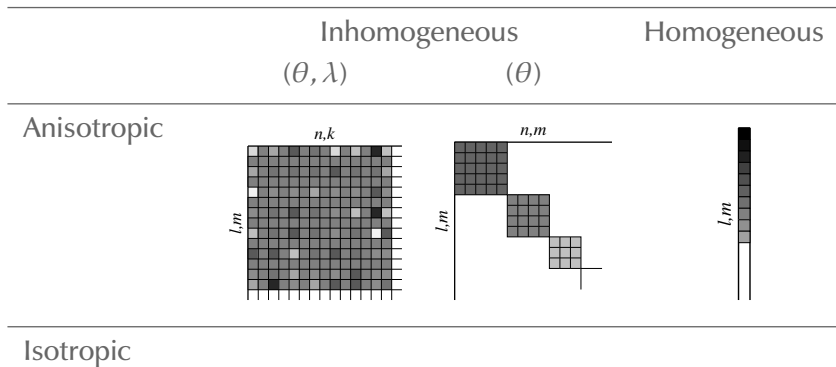 Inhomogeneous Homogeneous
(θ, λ) (θ)
Anisotropic
n,k n,m
l,m l,m l,m
Isotropic